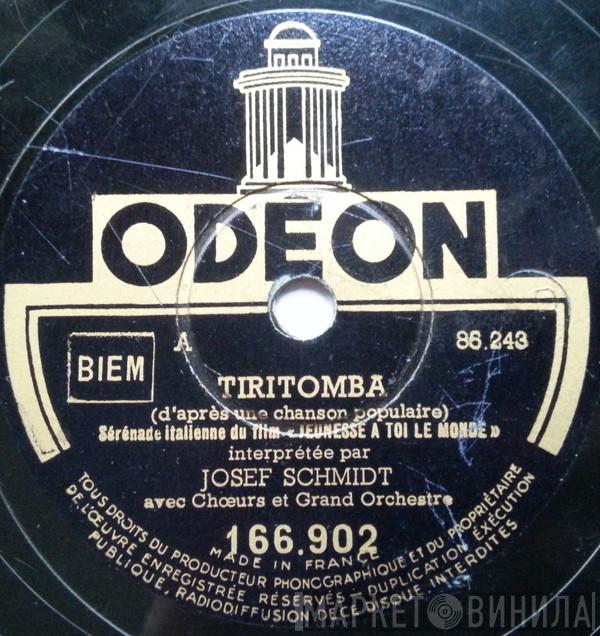 ODEON
BIEM
A
86.243
TIRITOMBA
(d'après une chanson populaire)
Sérénade italienne du film «JEUNESSE A TOI LE MONDE»
interprétée par
JOSEF SCHMIDT
avec Chœurs et Grand Orchestre
166.902
MADE IN FRANCE
TOUS DROITS DU PRODUCTEUR PHONOGRAPHIQUE ET DU PROPRIÉTAIRE
DE L'ŒUVRE ENREGISTRÉE RÉSERVÉS · DUPLICATION EXÉCUTION
PUBLIQUE, RADIODIFFUSION DE CE DISQUE INTERDITES
МАРКЕТ ВИНИЛА